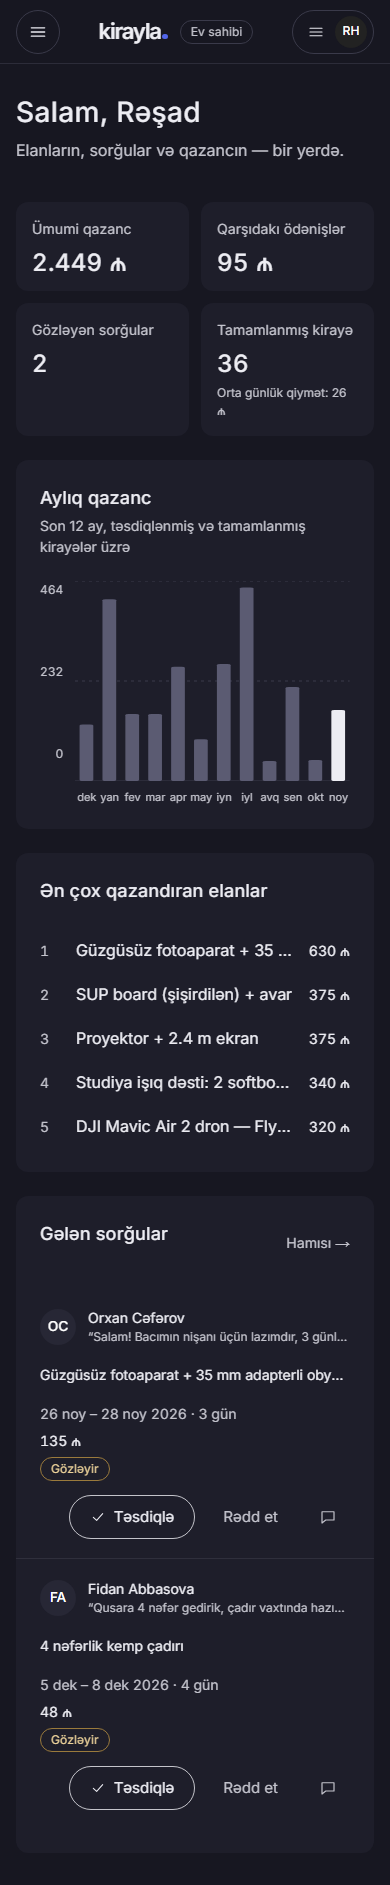 kirayla.
Ev sahibi
RH
Salam, Rəşad
Elanların, sorğular və qazancın — bir yerdə.
Ümumi qazanc
2.449 ₼
Qarşıdakı ödənişlər
95 ₼
Gözləyən sorğular
2
Tamamlanmış kirayə
36
Orta günlük qiymət: 26
₼
Aylıq qazanc
Son 12 ay, təsdiqlənmiş və tamamlanmış
kirayələr üzrə
464
232
0
dek yan fev mar apr may iyn iyl avq sen okt noy
Ən çox qazandıran elanlar
1 Güzgüsüz fotoaparat + 35 ... 630 ₼
2 SUP board (şişirdilən) + avar 375 ₼
3 Proyektor + 2.4 m ekran 375 ₼
4 Studiya işıq dəsti: 2 softbo... 340 ₼
5 DJI Mavic Air 2 dron — Fly... 320 ₼
Gələn sorğular
Hamısı →
OC
Orxan Cəfərov
“Salam! Bacımın nişanı üçün lazımdır, 3 günl...
Güzgüsüz fotoaparat + 35 mm adapterli oby...
26 noy – 28 noy 2026 · 3 gün
135 ₼
Gözləyir
Təsdiqlə
Rədd et
FA
Fidan Abbasova
“Qusara 4 nəfər gedirik, çadır vaxtında hazı...
4 nəfərlik kemp çadırı
5 dek – 8 dek 2026 · 4 gün
48 ₼
Gözləyir
Təsdiqlə
Rədd et